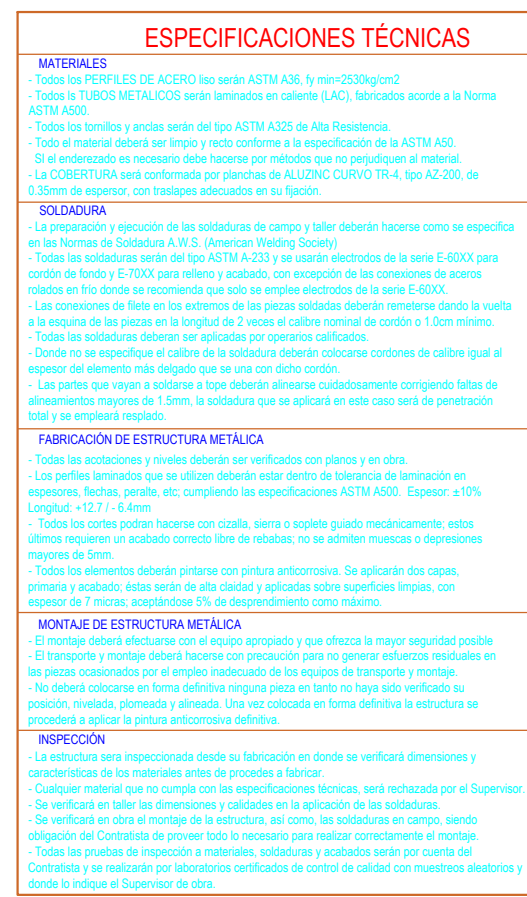 ESPECIFICACIONES TÉCNICAS
MATERIALES
- Todos los PERFILES DE ACERO liso serán ASTM A36, fy min=2530kg/cm2
- Todos ls TUBOS METALICOS serán laminados en caliente (LAC), fabricados acorde a la Norma
ASTM A500.
- Todos los tornillos y anclas serán del tipo ASTM A325 de Alta Resistencia.
- Todo el material deberá ser limpio y recto conforme a la especificación de la ASTM A50.
SI el enderezado es necesario debe hacerse por métodos que no perjudiquen al material.
- La COBERTURA será conformada por planchas de ALUZINC CURVO TR-4, tipo AZ-200, de
0.35mm de espersor, con traslapes adecuados en su fijación.
SOLDADURA
- La preparación y ejecución de las soldaduras de campo y taller deberán hacerse como se especifica
en las Normas de Soldadura A.W.S. (American Welding Society)
- Todas las soldaduras serán del tipo ASTM A-233 y se usarán electrodos de la serie E-60XX para
cordón de fondo y E-70XX para relleno y acabado, con excepción de las conexiones de aceros
rolados en frío donde se recomienda que solo se emplee electrodos de la serie E-60XX.
- Las conexiones de filete en los extremos de las piezas soldadas deberán remeterse dando la vuelta
a la esquina de las piezas en la longitud de 2 veces el calibre nominal de cordón o 1.0cm mínimo.
- Todas las soldaduras deberan ser aplicadas por operarios calificados.
- Donde no se especifique el calibre de la soldadura deberán colocarse cordones de calibre igual al
espesor del elemento más delgado que se una con dicho cordón.
- Las partes que vayan a soldarse a tope deberán alinearse cuidadosamente corrigiendo faltas de
alineamientos mayores de 1.5mm, la soldadura que se aplicará en este caso será de penetración
total y se empleará resplado.
FABRICACIÓN DE ESTRUCTURA METÁLICA
- Todas las acotaciones y niveles deberán ser verificados con planos y en obra.
- Los perfiles laminados que se utilizen deberán estar dentro de tolerancia de laminación en
espesores, flechas, peralte, etc; cumpliendo las especificaciones ASTM A500. Espesor: ±10%
Longitud: +12.7 / - 6.4mm
- Todos los cortes podran hacerse con cizalla, sierra o soplete guiado mecánicamente; estos
últimos requieren un acabado correcto libre de rebabas; no se admiten muescas o depresiones
mayores de 5mm.
- Todos los elementos deberán pintarse con pintura anticorrosiva. Se aplicarán dos capas,
primaria y acabado; éstas serán de alta claidad y aplicadas sobre superficies limpias, con
espesor de 7 micras; aceptándose 5% de desprendimiento como máximo.
MONTAJE DE ESTRUCTURA METÁLICA
- El montaje deberá efectuarse con el equipo apropiado y que ofrezca la mayor seguridad posible
- El transporte y montaje deberá hacerse con precaución para no generar esfuerzos residuales en
las piezas ocasionados por el empleo inadecuado de los equipos de transporte y montaje.
- No deberá colocarse en forma definitive ninguna pieza en tanto no haya sido verificado su
posición, nivelada, plomeada y alineada. Una vez colocada en forma definitiva la estructura se
procederá a aplicar la pintura anticorrosiva definitiva.
INSPECCIÓN
- La estructura sera inspeccionada desde su fabricación en donde se verificará dimensiones y
características de los materiales antes de procedes a fabricar.
- Cualquier material que no cumpla con las especificaciones técnicas, será rechazada por el Supervisor.
- Se verificará en taller las dimensiones y calidades en la aplicación de las soldaduras.
- Se verificará en obra el montaje de la estructura, así como, las soldaduras en campo, siendo
obligación del Contratista de proveer todo lo necesario para realizar correctamente el montaje.
- Todas las pruebas de inspección a materiales, soldaduras y acabados serán por cuenta del
Contratista y se realizarán por laboratorios certificados de control de calidad con muestreos aleatorios y
donde lo indique el Supervisor de obra.